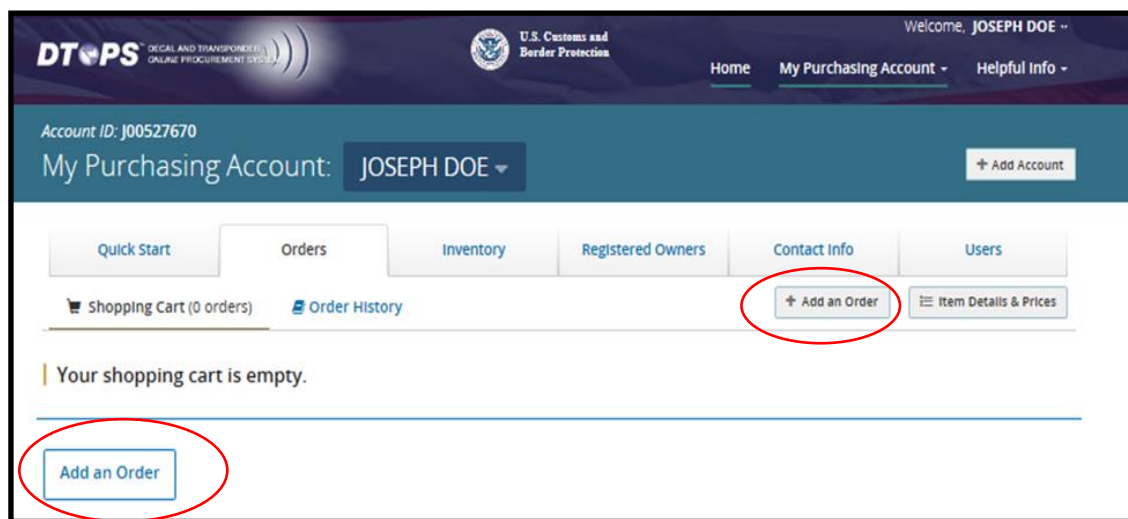 Welcome, JOSEPH DOE
DTOPS DECAL AND TRANSPONDER
ONLINE PROCUREMENT SYSTEM
U.S. Customs and
Border Protection
Home My Purchasing Account Helpful Info
Account ID: J00527670
My Purchasing Account: JOSEPH DOE
+ Add Account
Quick Start Orders Inventory Registered Owners Contact Info Users
Shopping Cart (0 orders) Order History + Add an Order Item Details & Prices
Your shopping cart is empty.
Add an Order